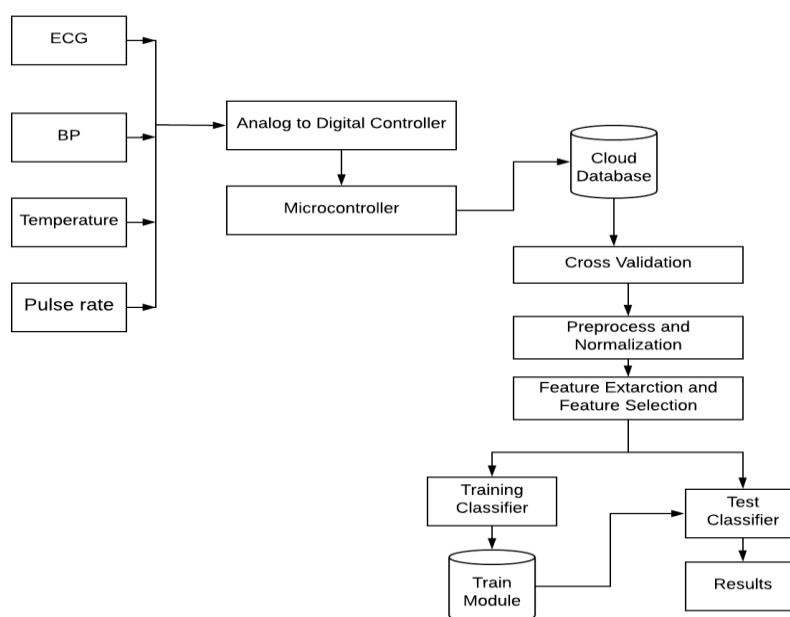 ECG
BP
Temperature
Pulse rate
Analog to Digital Controller
Microcontroller
Cloud
Database
Cross Validation
Preprocess and
Normalization
Feature Extarction and
Feature Selection
Training
Classifier
Train
Module
Test
Classifier
Results